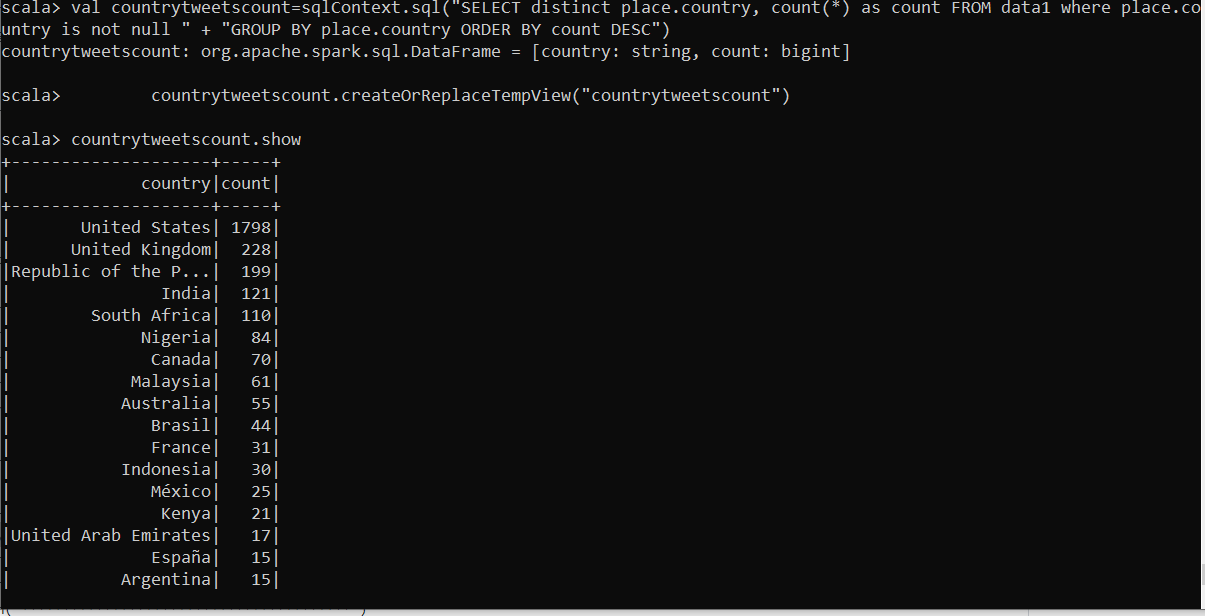 scala> val countrytweetscount=sqlContext.sql("SELECT distinct place.country, count(*) as count FROM data1 where place.co
untry is not null " + "GROUP BY place.country ORDER BY count DESC")
countrytweetscount: org.apache.spark.sql.DataFrame = [country: string, count: bigint]
scala>         countrytweetscount.createOrReplaceTempView("countrytweetscount")
scala> countrytweetscount.show
+--------------------+-----+
|             country|count|
+--------------------+-----+
|       United States| 1798|
|      United Kingdom|  228|
|Republic of the P...|  199|
|               India|  121|
|        South Africa|  110|
|             Nigeria|   84|
|              Canada|   70|
|            Malaysia|   61|
|           Australia|   55|
|              Brasil|   44|
|              France|   31|
|           Indonesia|   30|
|              México|   25|
|               Kenya|   21|
|United Arab Emirates|   17|
|              España|   15|
|           Argentina|   15|